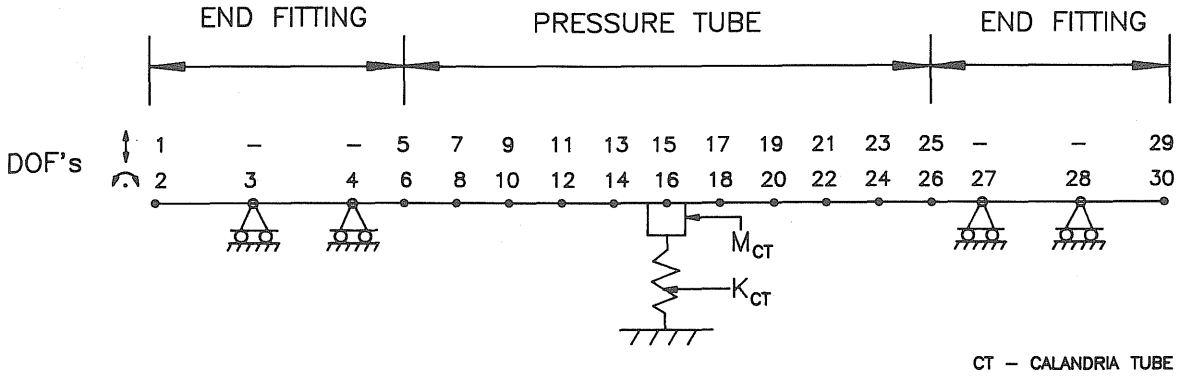 END FITTING PRESSURE TUBE END FITTING
DOF's
1 – – 5 7 9 11 13 15 17 19 21 23 25 – – 29
2 3 4 6 8 10 12 14 16 18 20 22 24 26 27 28 30
M_CT
K_CT
CT – CALANDRIA TUBE